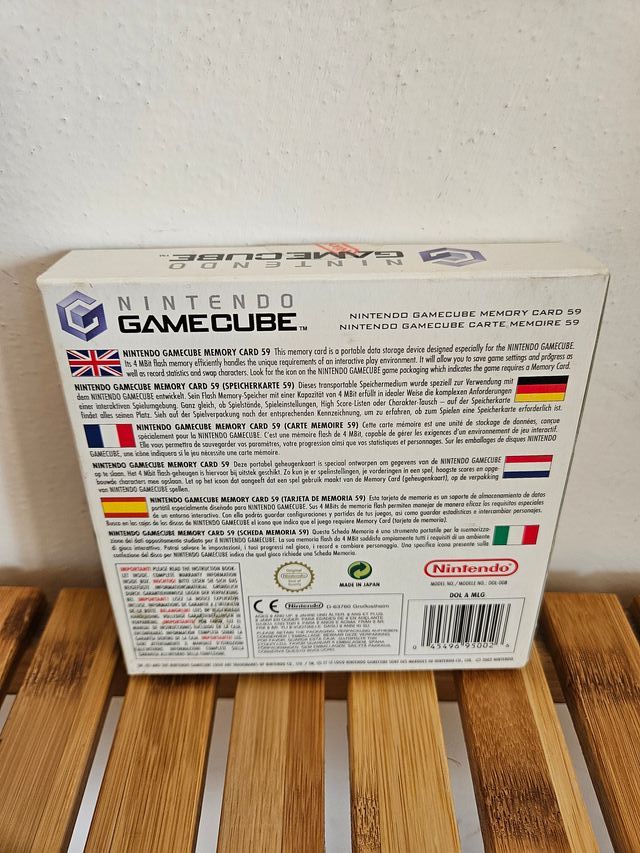 NINTENDO
GAMECUBE™
NINTENDO
GAMECUBE™
NINTENDO GAMECUBE MEMORY CARD 59
NINTENDO GAMECUBE CARTE MEMOIRE 59
NINTENDO GAMECUBE MEMORY CARD 59 This memory card is a portable data storage device designed especially for the NINTENDO GAMECUBE.
Its 4 MBit flash memory efficiently handles the unique requirements of an interactive play environment. It will allow you to save game settings and progress as
well as record statistics and swap characters. Look for the icon on the NINTENDO GAMECUBE game packaging which indicates the game requires a Memory Card.
NINTENDO GAMECUBE MEMORY CARD 59 (SPEICHERKARTE 59) Dieses transportable Speichermedium wurde speziell zur Verwendung mit
dem NINTENDO GAMECUBE entwickelt. Sein Flash Memory-Speicher mit einer Kapazität von 4 MBit erfüllt in idealer Weise die komplexen Anforderungen
einer interaktiven Spielumgebung. Ganz gleich, ob Spielstände, Spieleinstellungen, High Score-Listen oder Charakter-Tausch – auf der Speicherkarte
findet alles seinen Platz. Sieh auf der Spielverpackung nach der entsprechenden Kennzeichnung, um zu erfahren, ob zum Spielen eine Speicherkarte erforderlich ist.
NINTENDO GAMECUBE MEMORY CARD 59 (CARTE MEMOIRE 59) Cette carte mémoire est une unité de stockage de données, conçue
spécialement pour la NINTENDO GAMECUBE. C'est une mémoire flash de 4 MBit, capable de gérer les exigences d'un environnement de jeu interactif.
Elle vous permettra de sauvegarder vos paramètres, votre progression ainsi que vos statistiques et personnages. Sur les emballages de disques NINTENDO
GAMECUBE, une icône indiquera si le jeu nécessite une carte mémoire.
NINTENDO GAMECUBE MEMORY CARD 59 Deze portabel geheugenkaart is speciaal ontworpen om gegevens van de NINTENDO GAMECUBE
op te slaan. Het 4 MBit flash-geheugen is hiervoor bij uitstek geschikt. Zo kun je er spelinstellingen, je vorderingen in een spel, hoogste scores en opge-
bouwde characters mee opslaan. Let op het icoon dat aangeeft dat een spel gebruik maakt van de Memory Card (geheugenkaart), op de verpakking
van NINTENDO GAMECUBE spellen.
NINTENDO GAMECUBE MEMORY CARD 59 (TARJETA DE MEMORIA 59) Esta tarjeta de memoria es un soporte de almacenamiento de datos
portátil especialmente diseñado para NINTENDO GAMECUBE. Sus 4 MBits de memoria flash permiten manejar de manera eficaz los requisitos especiales
de un entorno interactivo. Con ella podrás guardar configuraciones y partidas de tus juegos, así como guardar estadísticas e intercambiar personajes.
Busca en las cajas de los discos de NINTENDO GAMECUBE el icono que indica que el juego requiere Memory Card (tarjeta de memoria).
NINTENDO GAMECUBE MEMORY CARD 59 (SCHEDA MEMORIA 59) Questa Scheda Memoria è uno strumento portatile per la memorizza-
zione dei dati appositamente studiato per il NINTENDO GAMECUBE. La sua memoria flash di 4 MBit soddisfa ampiamente tutti i requisiti di un ambiente
di gioco interattivo. Potrai salvare le impostazioni, i tuoi progressi nel gioco, i record e cambiare personaggio. Una specifica icona presente sulla
confezione del disco per NINTENDO GAMECUBE indica che quel gioco richiede una Scheda Memoria.
IMPORTANT: PLEASE READ THE INSTRUCTION BOOK
Original
Nintendo
MADE IN JAPAN
Nintendo®
MODEL NO./ MODELE NO.: DOL-008
DOL A MLG
CE Nintendo D-63760 Großostheim
0 45496 95002 6